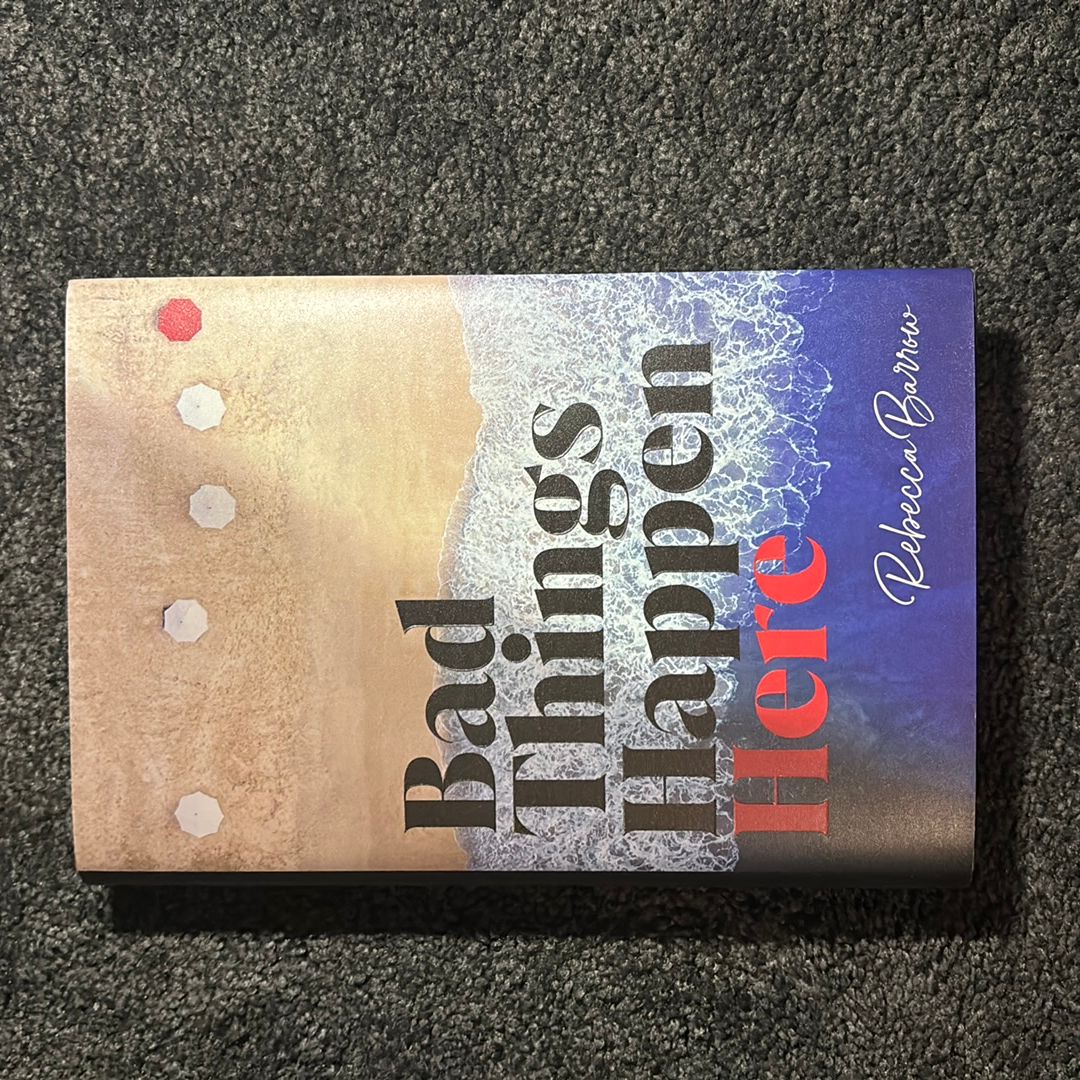 Bad
Things
Happen
Here
Rebecca Barrow